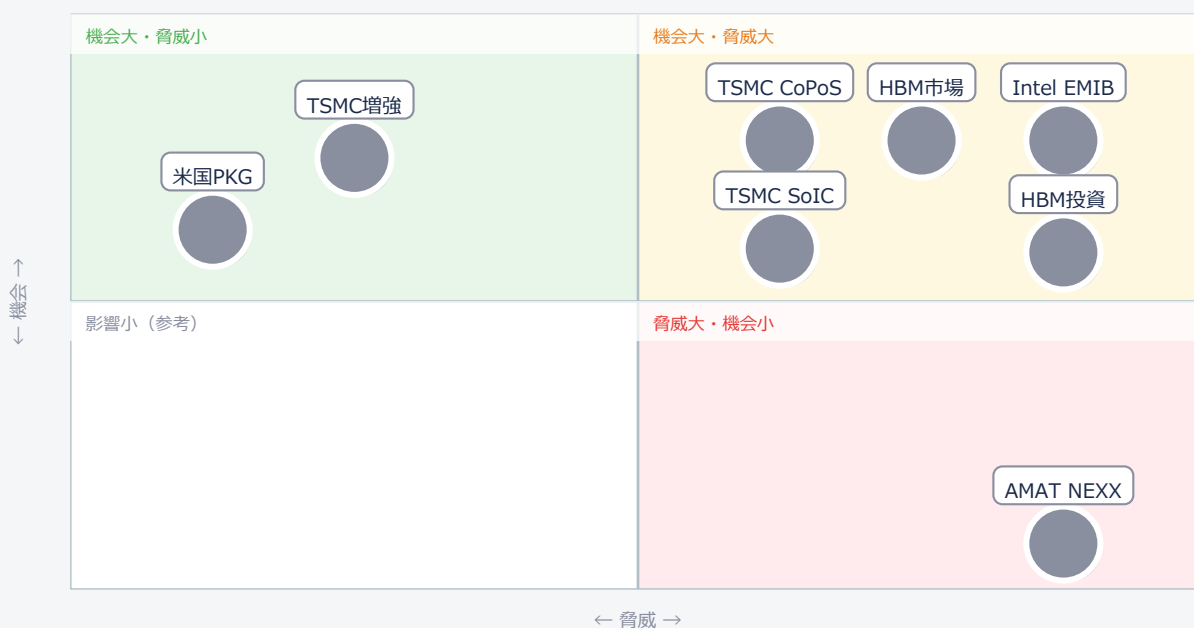 機会大・脅威小
機会大・脅威大
TSMC CoPoS
HBM市場
Intel EMIB
TSMC増強
米国PKG
TSMC SoIC
HBM投資
← 機会 →
影響小（参考）
脅威大・機会小
AMAT NEXX
← 脅威 →